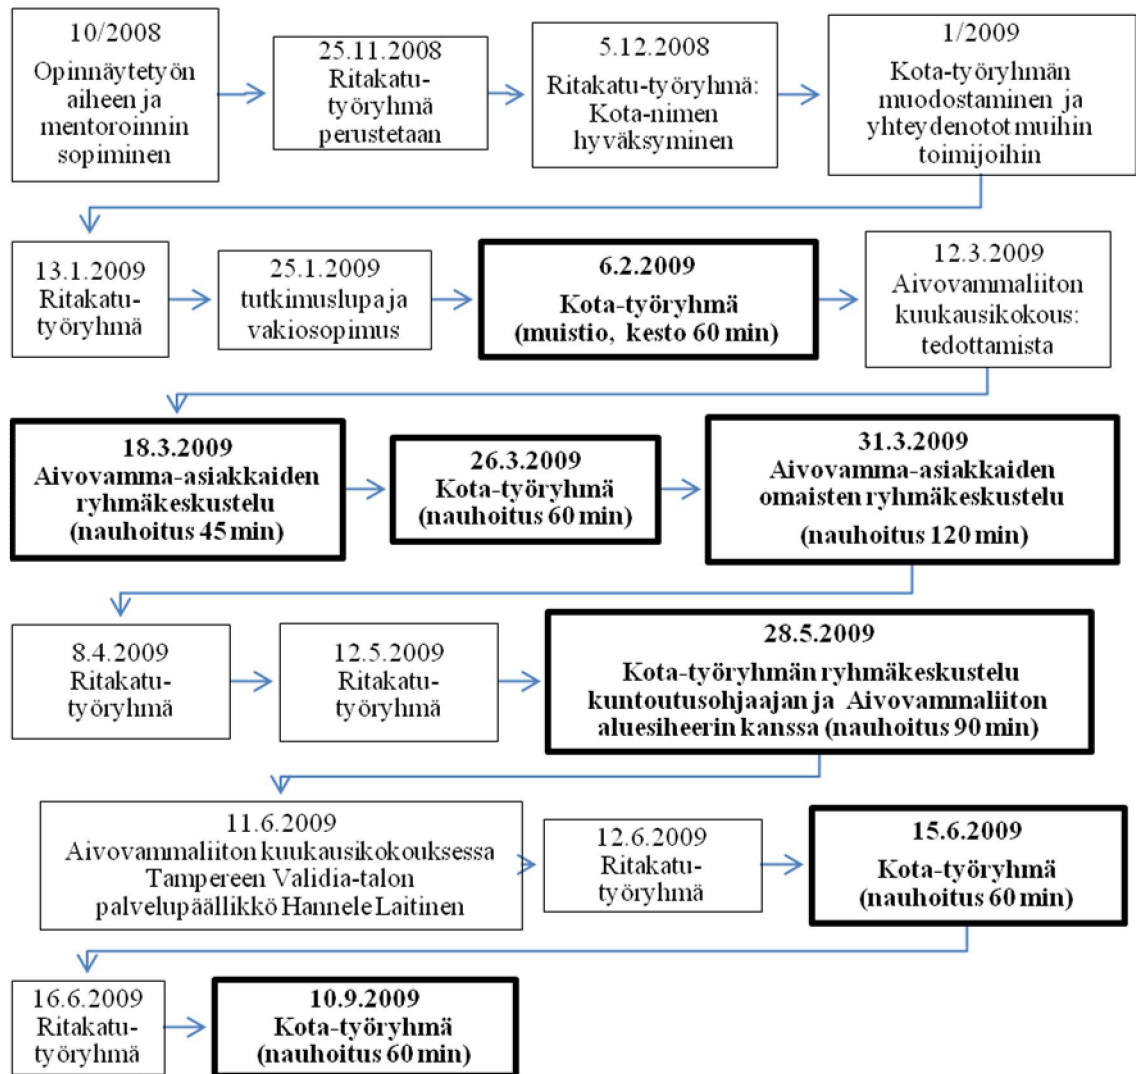 10/2008
Opinnäytetyön
aiheen ja
mentoroinnin
sopiminen
25.11.2008
Ritakatu-
työryhmä
perustetaan
5.12.2008
Ritakatu-työryhmä:
Kota-nimen
hyväksyminen
1/2009
Kota-työryhmän
muodostaminen ja
yhteydenotot muihin
toimijoihin
13.1.2009
Ritakatu-
työryhmä
25.1.2009
tutkimuslupa ja
vakiosopimus
6.2.2009
Kota-työryhmä
(muistio, kesto 60 min)
12.3.2009
Aivovammaliiton
kuukausikokous:
tedottamista
18.3.2009
Aivovamma-asiakkaiden
ryhmäkeskustelu
(nauhoitus 45 min)
26.3.2009
Kota-työryhmä
(nauhoitus 60 min)
31.3.2009
Aivovamma-asiakkaiden
omaisten ryhmäkeskustelu
(nauhoitus 120 min)
8.4.2009
Ritakatu-
työryhmä
12.5.2009
Ritakatu-
työryhmä
28.5.2009
Kota-työryhmän ryhmäkeskustelu
kuntoutusohjaajan ja Aivovammaliiton
aluesiheerin kanssa (nauhoitus 90 min)
11.6.2009
Aivovammaliiton kuukausikokouksessa
Tampereen Validia-talon
palvelupäällikkö Hannele Laitinen
12.6.2009
Ritakatu-
työryhmä
15.6.2009
Kota-työryhmä
(nauhoitus 60 min)
16.6.2009
Ritakatu-
työryhmä
10.9.2009
Kota-työryhmä
(nauhoitus 60 min)